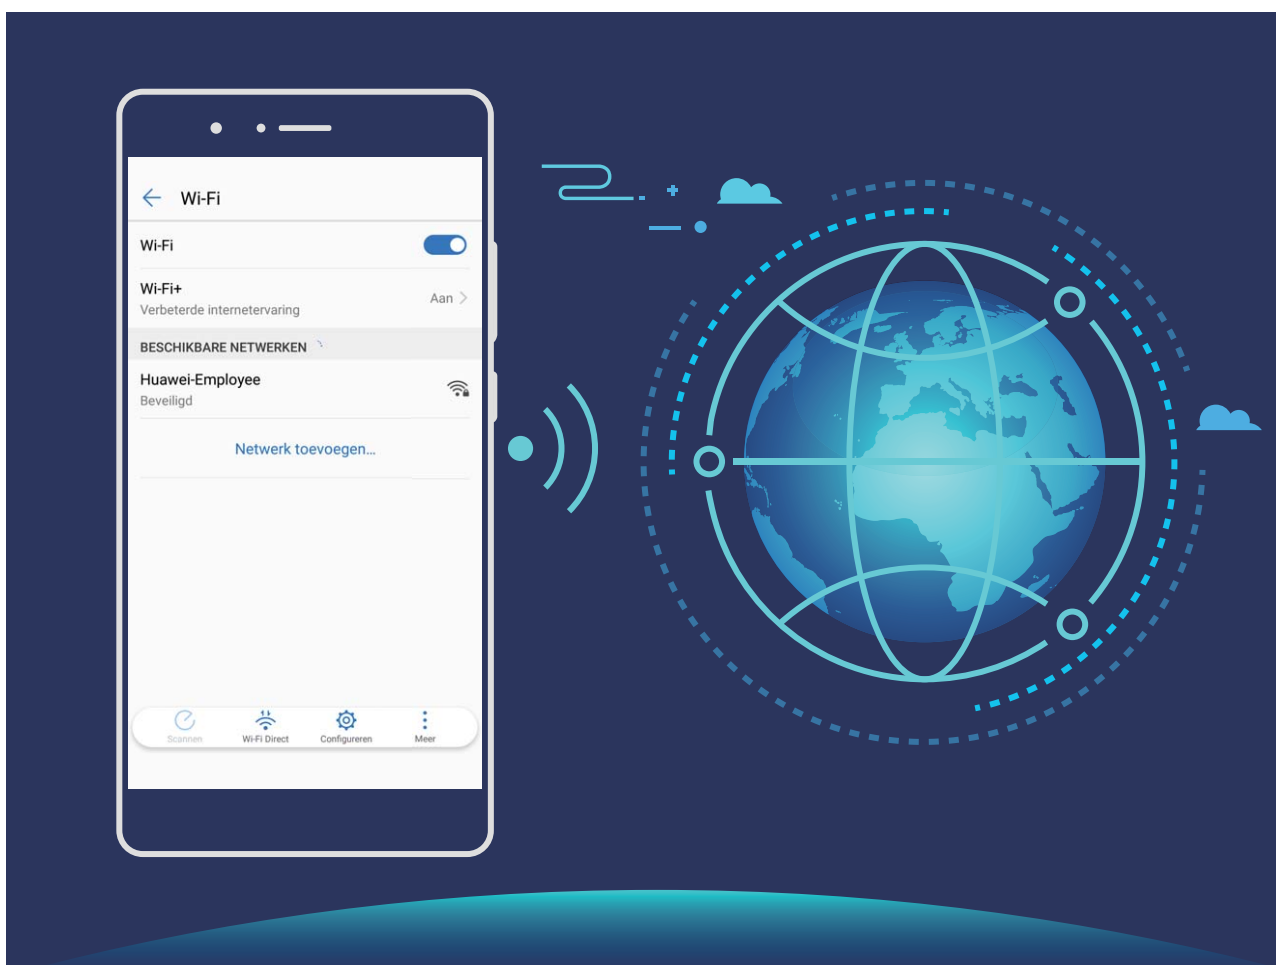 Wi-Fi
Wi-Fi
Wi-Fi+
Verbeterde internetervaring
Aan
BESCHIKBARE NETWERKEN
Huawei-Employee
Beveiligd
Netwerk toevoegen...
Scannen
Wi-Fi Direct
Configureren
Meer